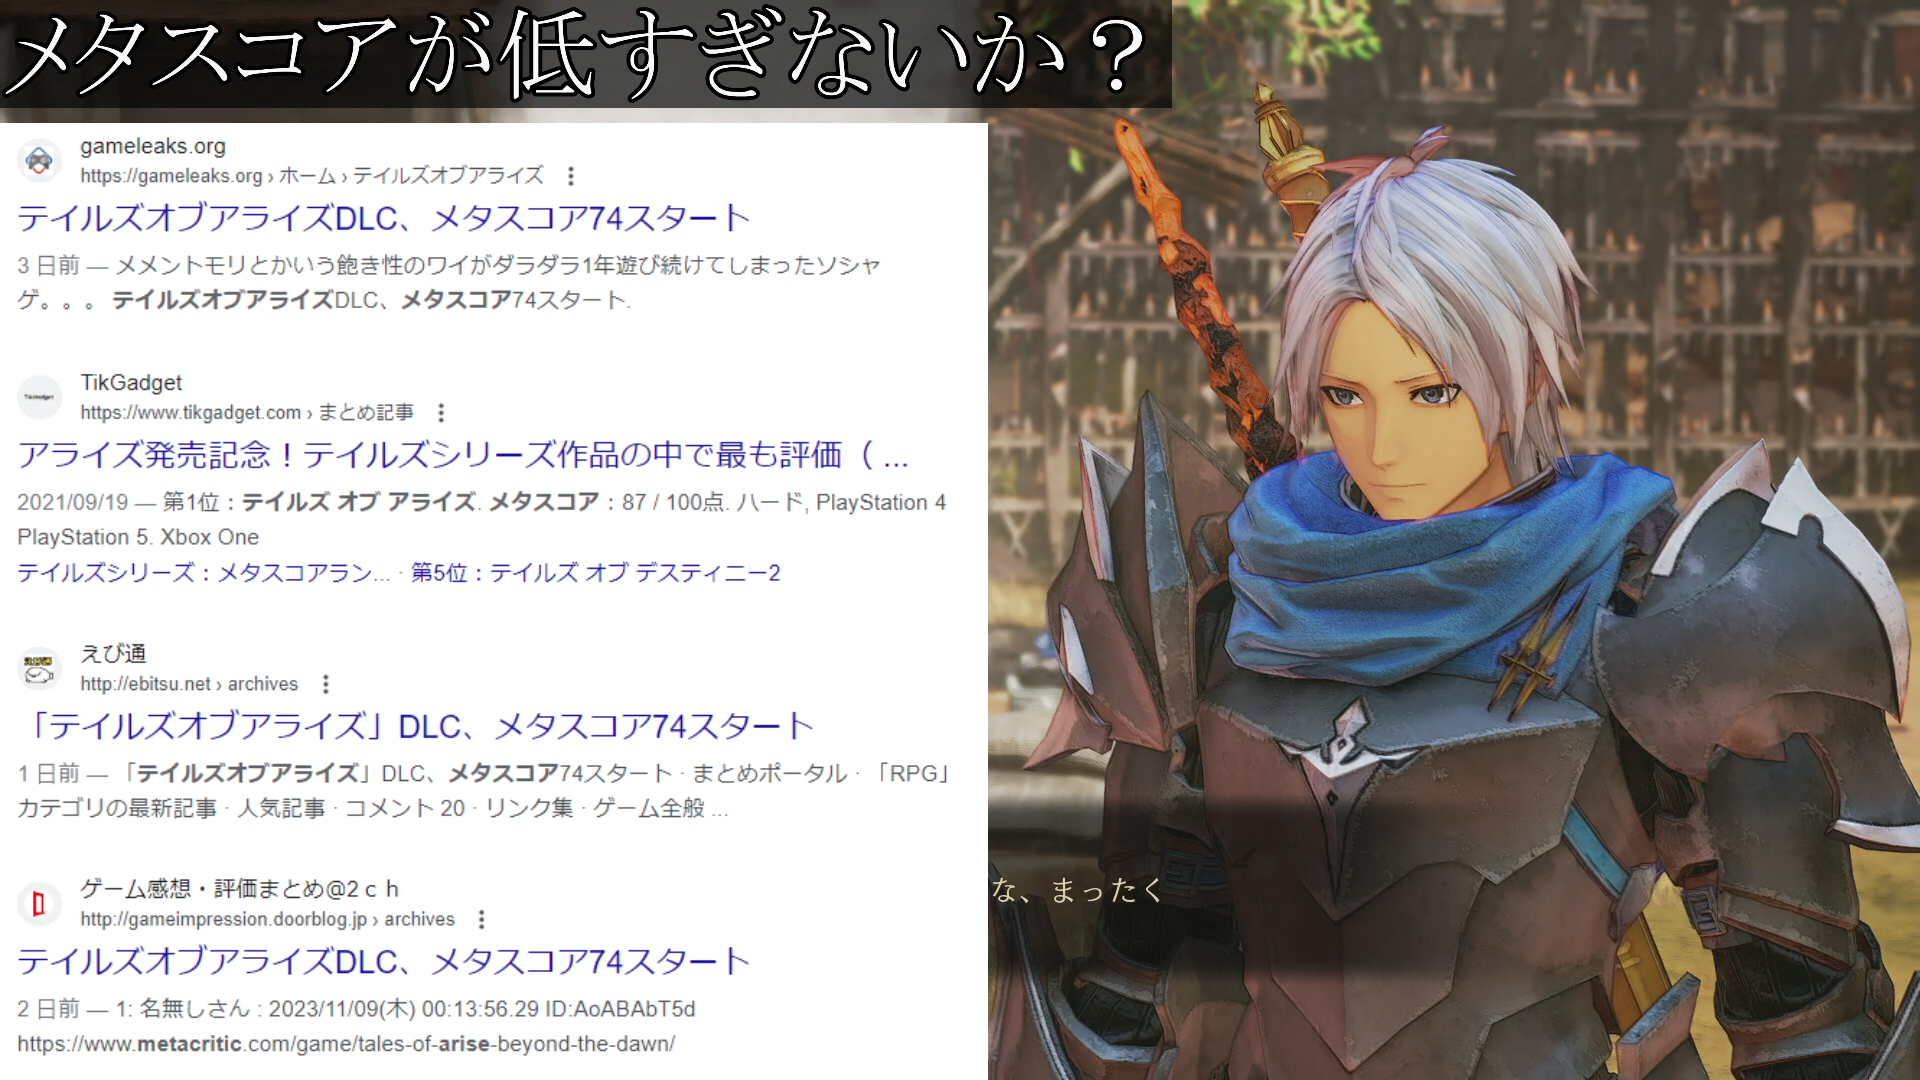 メタスコアが低すぎないか？
gameleaks.org
https://gameleaks.org › ホーム › テイルズオブアライズ
テイルズオブアライズDLC、メタスコア74スタート
3 日前 — メメントモリとかいう飽き性のワイがダラダラ1年遊び続けてしまったソシャ
ゲ。。。 テイルズオブアライズDLC、メタスコア74スタート.
TikGadget
https://www.tikgadget.com › まとめ記事
アライズ発売記念！テイルズシリーズ作品の中で最も評価（ ...
2021/09/19 — 第1位：テイルズ オブ アライズ. メタスコア：87 / 100点. ハード, PlayStation 4
PlayStation 5. Xbox One
テイルズシリーズ：メタスコアラン... · 第5位：テイルズ オブ デスティニー2
えび通
http://ebitsu.net › archives
「テイルズオブアライズ」DLC、メタスコア74スタート
1 日前 — 「テイルズオブアライズ」DLC、メタスコア74スタート · まとめポータル · 「RPG」
カテゴリの最新記事 · 人気記事 · コメント 20 · リンク集 · ゲーム全般 ...
ゲーム感想・評価まとめ@2ｃｈ
http://gameimpression.doorblog.jp › archives
テイルズオブアライズDLC、メタスコア74スタート
2 日前 — 1: 名無しさん : 2023/11/09(木) 00:13:56.29 ID:AoABAbT5d
https://www.metacritic.com/game/tales-of-arise-beyond-the-dawn/
な、まったく